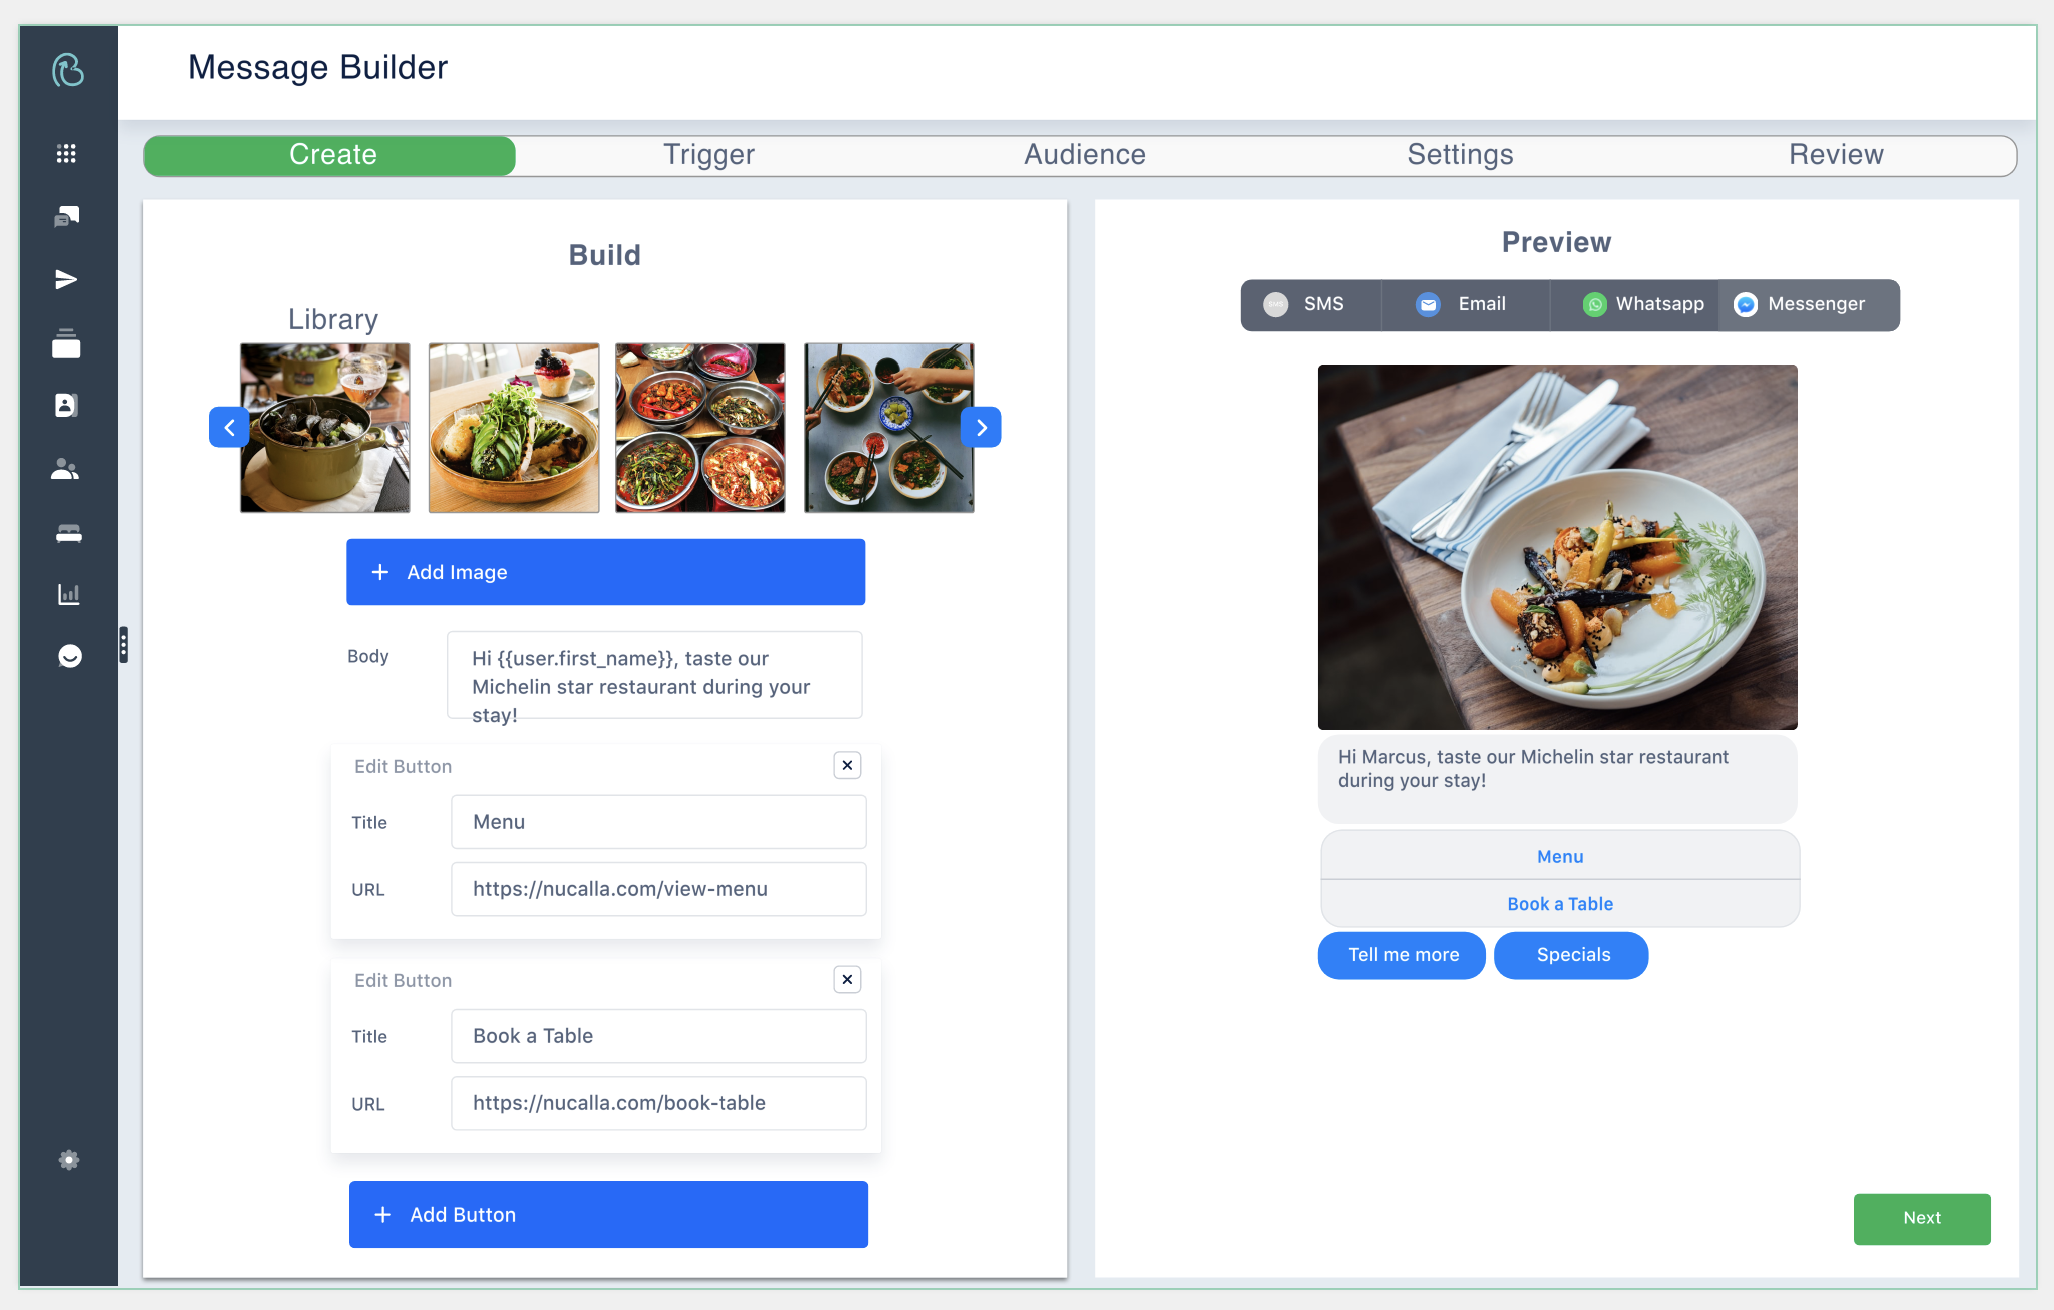 Message Builder
Create
Trigger
Audience
Settings
Review
Build
Library
Add Image
Body
Hi {{user.first_name}}, taste our
Michelin star restaurant during your
stay!
Edit Button
Title
Menu
URL
https://nucalla.com/view-menu
Edit Button
Title
Book a Table
URL
https://nucalla.com/book-table
Add Button
Preview
SMS
SMS
Email
Whatsapp
Messenger
Hi Marcus, taste our Michelin star restaurant
during your stay!
Menu
Book a Table
Tell me more
Specials
Next